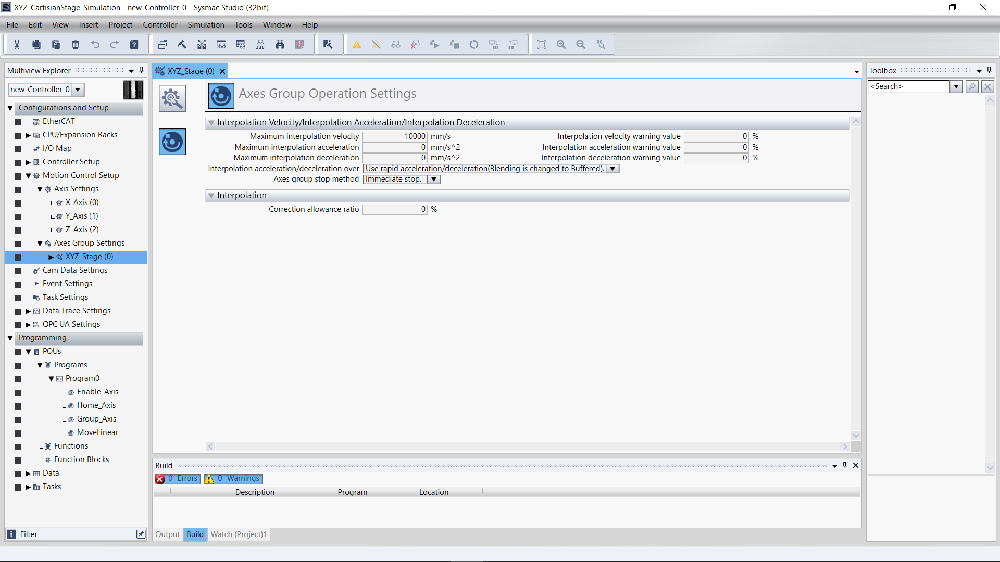 XYZ_CartisianStage_Simulation - new_Controller_0 - Sysmac Studio (32bit)
File Edit View Insert Project Controller Simulation Tools Window Help
Multiview Explorer
new_Controller_0
Configurations and Setup
EtherCAT
CPU/Expansion Racks
I/O Map
Controller Setup
Motion Control Setup
Axis Settings
X_Axis (0)
Y_Axis (1)
Z_Axis (2)
Axes Group Settings
XYZ_Stage (0)
Cam Data Settings
Event Settings
Task Settings
Data Trace Settings
OPC UA Settings
Programming
POUs
Programs
Program0
Enable_Axis
Home_Axis
Group_Axis
MoveLinear
Functions
Function Blocks
Data
Tasks
Filter
XYZ_Stage (0)
Axes Group Operation Settings
Interpolation Velocity/Interpolation Acceleration/Interpolation Deceleration
Maximum interpolation velocity 10000 mm/s Interpolation velocity warning value 0 %
Maximum interpolation acceleration 0 mm/s^2 Interpolation acceleration warning value 0 %
Maximum interpolation deceleration 0 mm/s^2 Interpolation deceleration warning value 0 %
Interpolation acceleration/deceleration over Use rapid acceleration/deceleration(Blending is changed to Buffered).
Axes group stop method Immediate stop.
Interpolation
Correction allowance ratio 0 %
Build
0 Errors 0 Warnings
Description Program Location
Output Build Watch (Project)1
Toolbox
<Search>